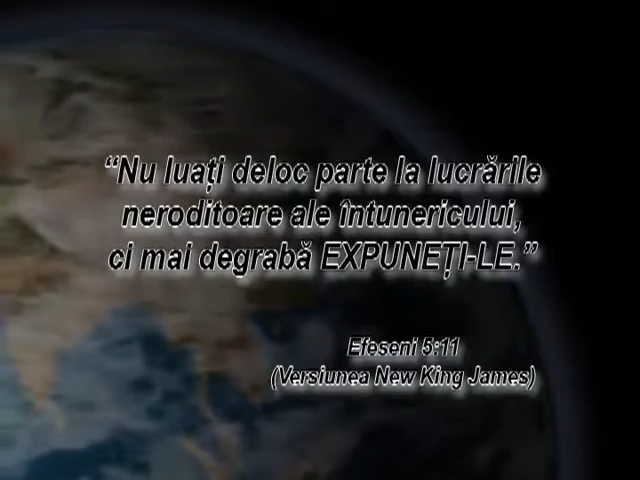 “Nu luați deloc parte la lucrările
neroditoare ale întunericului,
ci mai degrabă EXPUNEȚI-LE.”
Efeseni 5:11
(Versiunea New King James)